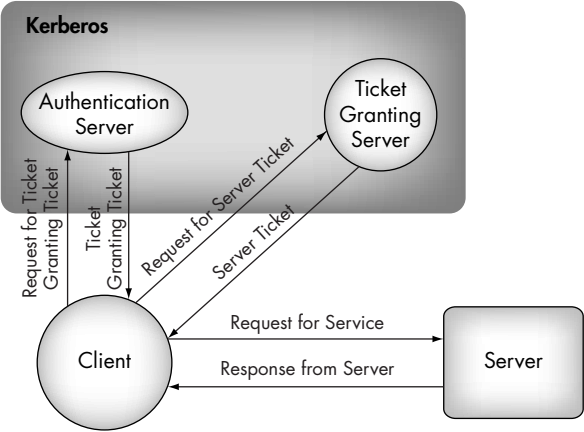 Kerberos
Authentication
Server
Ticket
Granting
Server
Request for Ticket
Granting Ticket
Ticket
Granting Ticket
Request for Server Ticket
Server Ticket
Request for Service
Client
Server
Response from Server